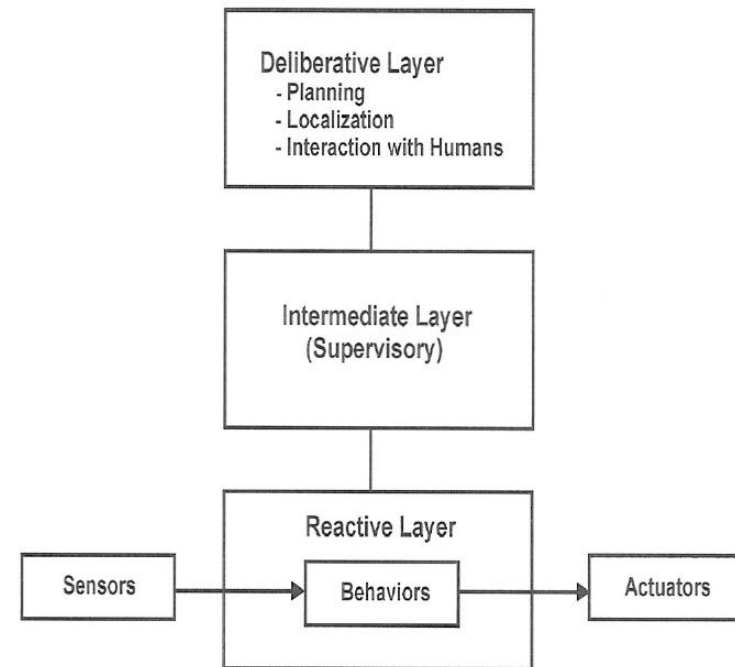 Deliberative Layer
- Planning
- Localization
- Interaction with Humans
Intermediate Layer
(Supervisory)
Reactive Layer
Sensors
Behaviors
Actuators